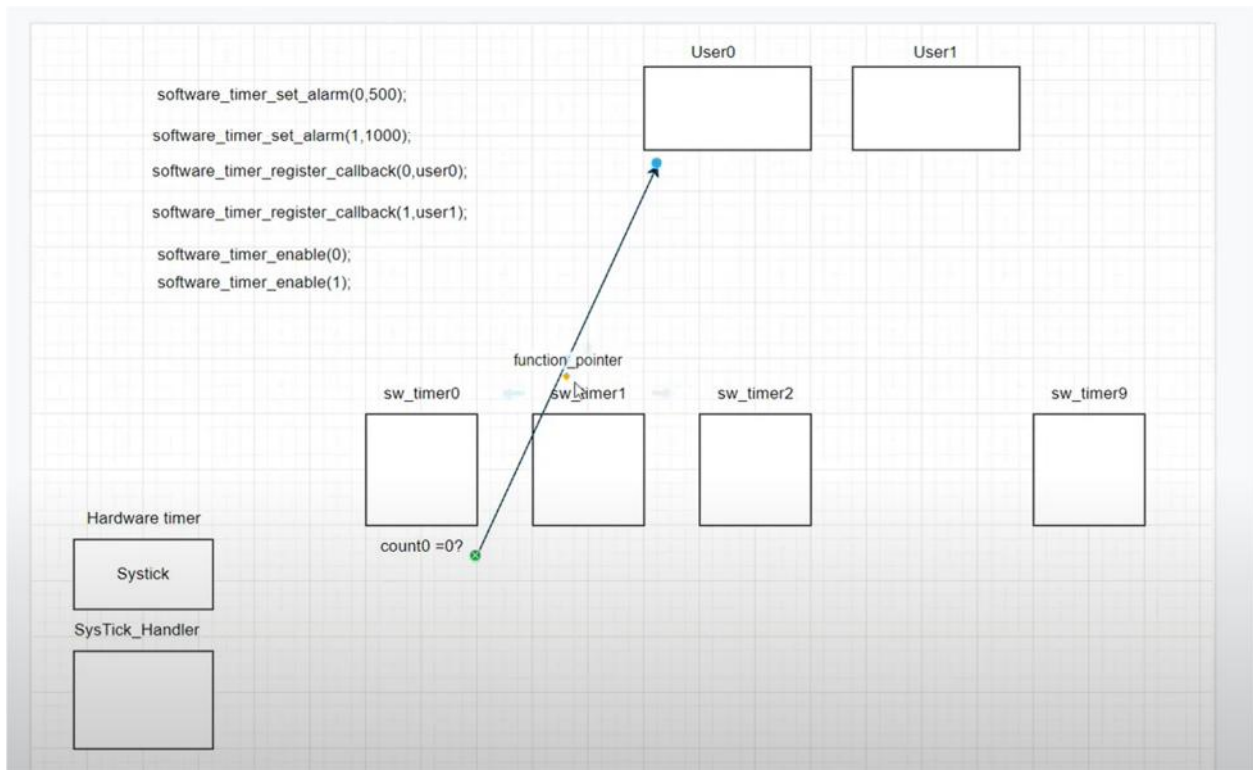 User0
User1
software_timer_set_alarm(0,500);
software_timer_set_alarm(1,1000);
software_timer_register_callback(0,user0);
software_timer_register_callback(1,user1);
software_timer_enable(0);
software_timer_enable(1);
function_pointer
sw_timer0
sw_timer1
sw_timer2
sw_timer9
Hardware timer
count0 =0?
Systick
SysTick_Handler